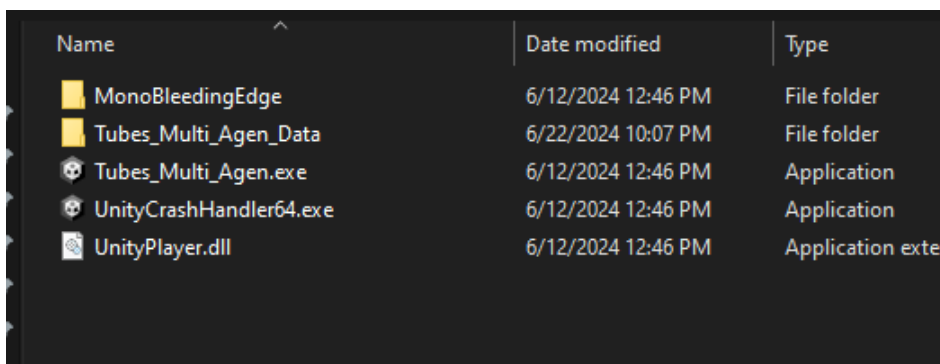 Name Date modified Type
MonoBleedingEdge 6/12/2024 12:46 PM File folder
Tubes_Multi_Agen_Data 6/22/2024 10:07 PM File folder
Tubes_Multi_Agen.exe 6/12/2024 12:46 PM Application
UnityCrashHandler64.exe 6/12/2024 12:46 PM Application
UnityPlayer.dll 6/12/2024 12:46 PM Application exte